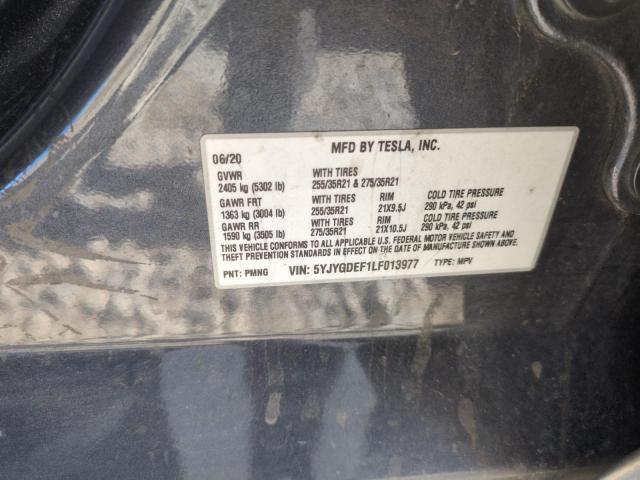 MFD BY TESLA, INC.
06/20
GVWR WITH TIRES
2405 kg (5302 lb) 255/35R21 & 275/35R21
GAWR FRT WITH TIRES RIM COLD TIRE PRESSURE
1363 kg (3004 lb) 255/35R21 21X9.5J 290 kPa, 42 psi
GAWR RR WITH TIRES RIM COLD TIRE PRESSURE
1590 kg (3505 lb) 275/35R21 21X10.5J 290 kPa, 42 psi
THIS VEHICLE CONFORMS TO ALL APPLICABLE U.S. FEDERAL MOTOR VEHICLE SAFETY AND
THEFT PREVENTION STANDARDS IN EFFECT ON THE DATE OF MANUFACTURE SHOWN ABOVE.
PNT: PMNG VIN: 5YJYGDEF1LF013977 TYPE: MPV